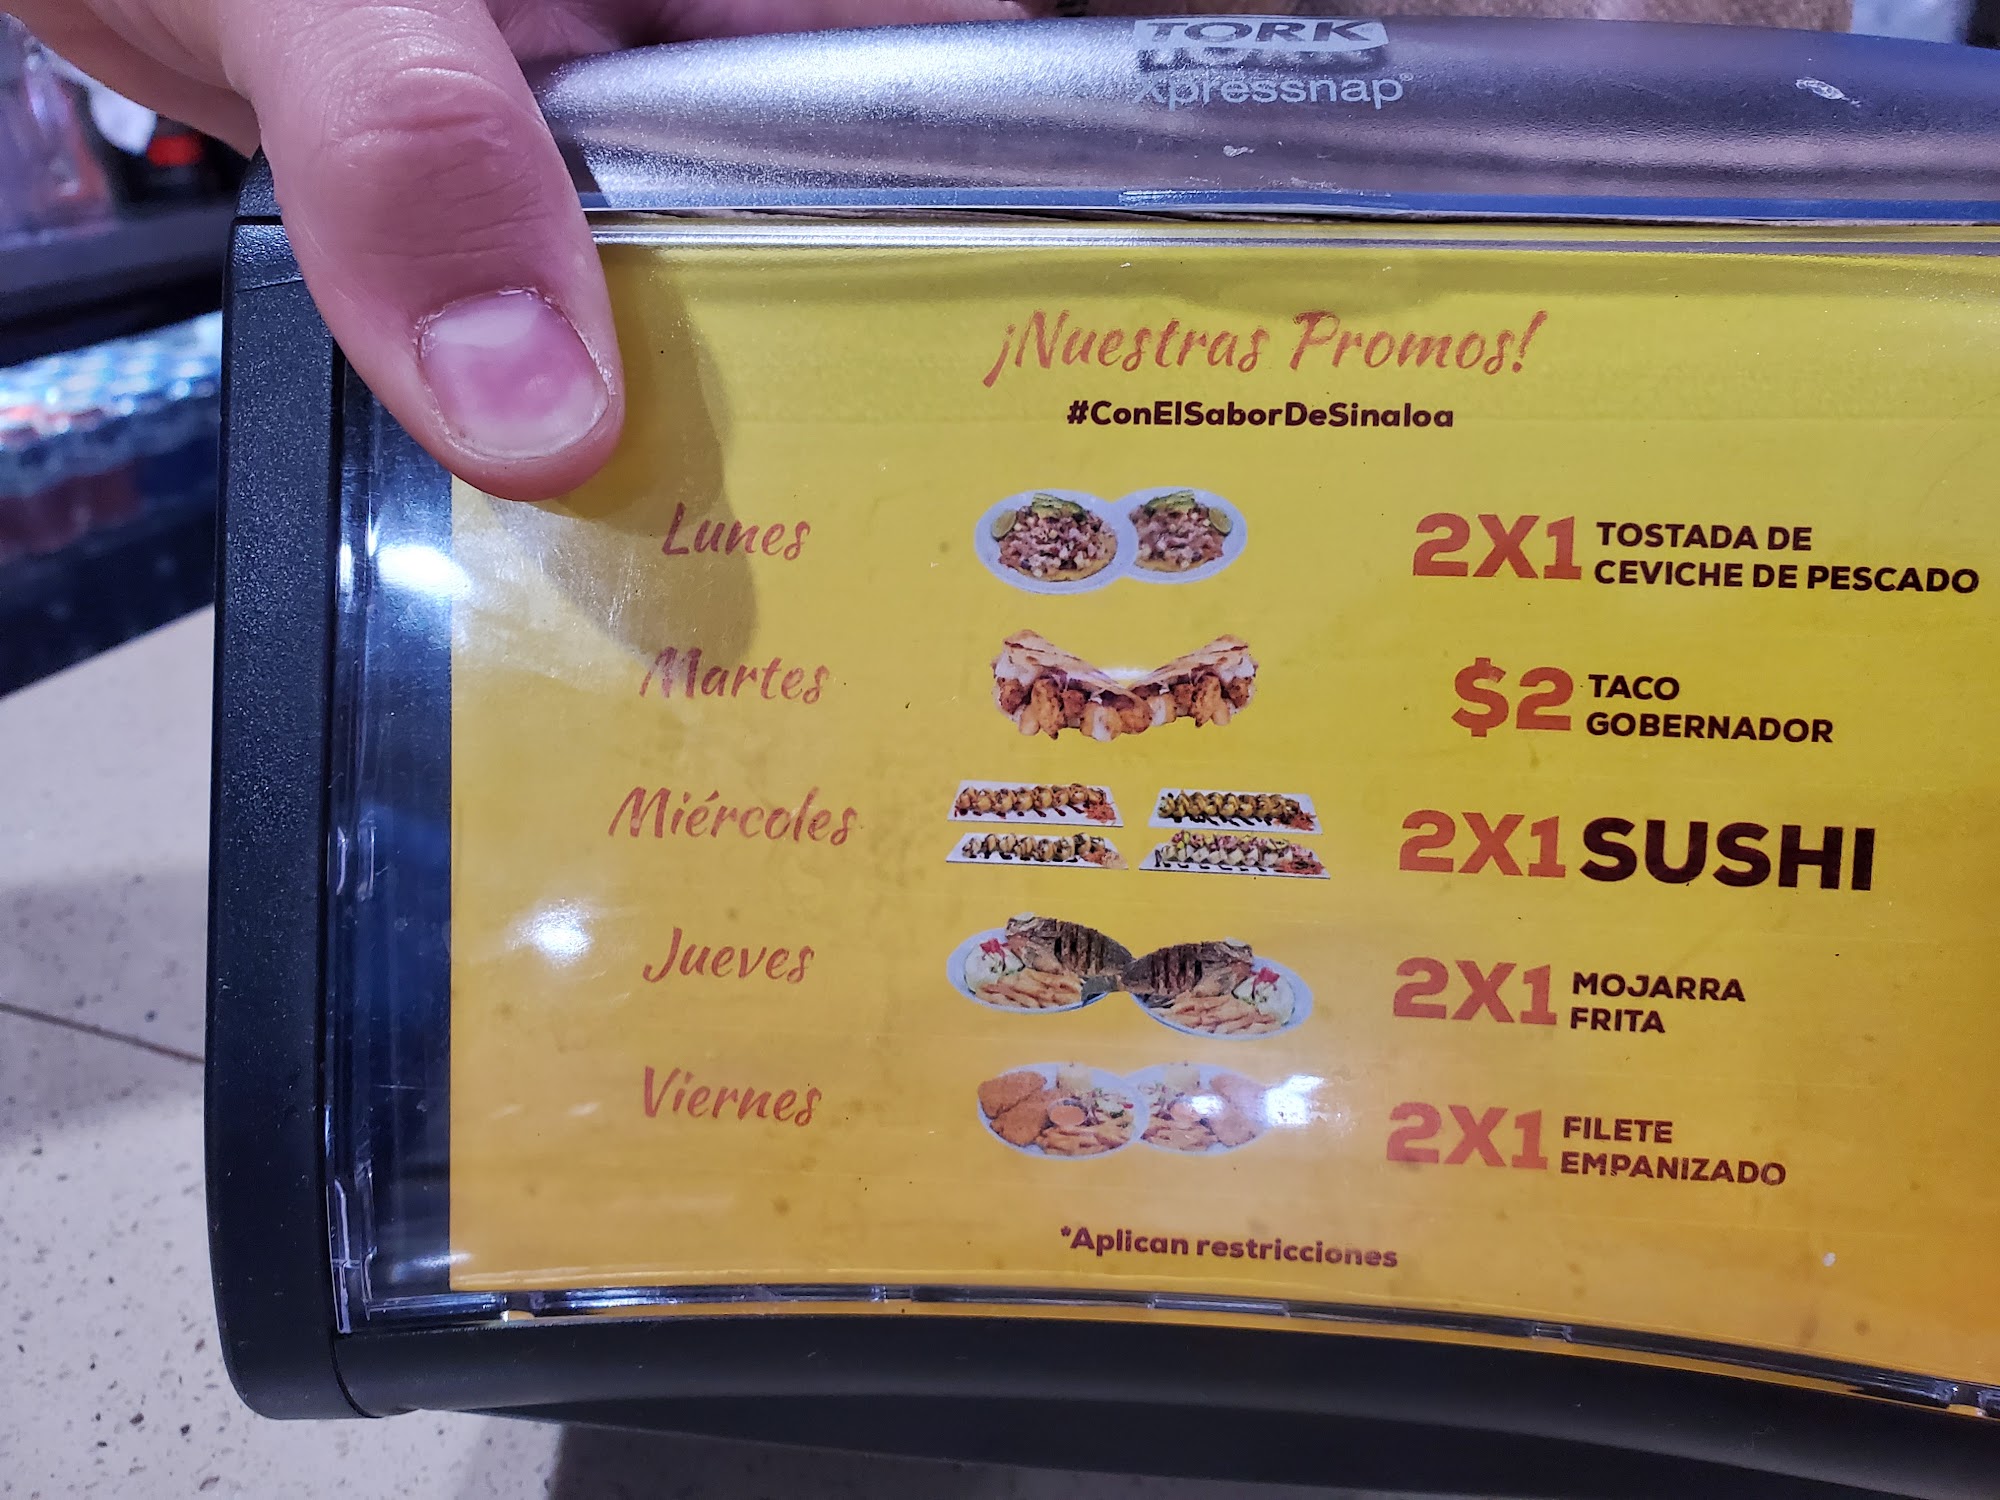 TORK
xpressnap®
¡Nuestras Promos!
#ConElSaborDeSinaloa
Lunes
2X1 TOSTADA DE
CEVICHE DE PESCADO
Martes
$2 TACO
GOBERNADOR
Miércoles
2X1 SUSHI
Jueves
2X1 MOJARRA
FRITA
Viernes
2X1 FILETE
EMPANIZADO
*Aplican restricciones